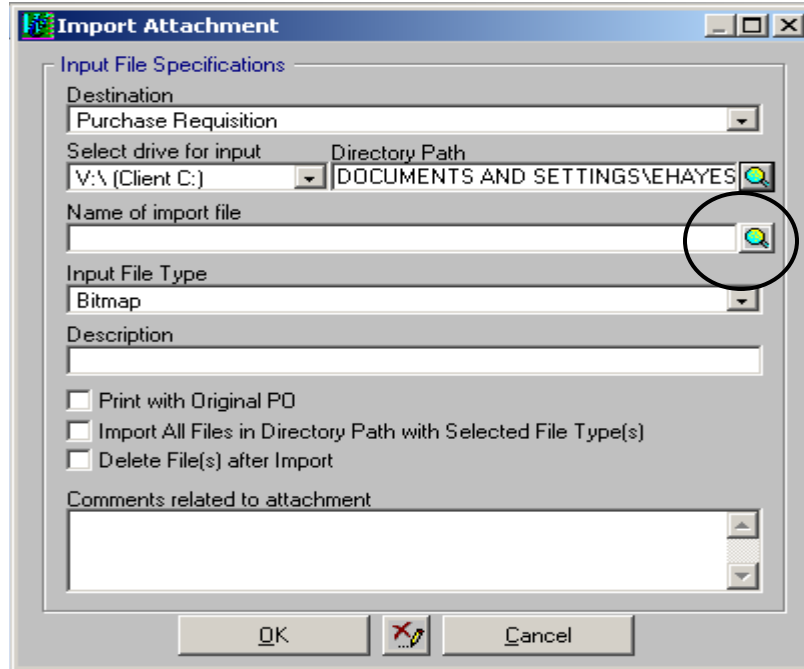 Import Attachment
Input File Specifications
Destination
Purchase Requisition
Select drive for input Directory Path
V:\ (Client C:) DOCUMENTS AND SETTINGS\EHAYES
Name of import file
Input File Type
Bitmap
Description
Print with Original PO
Import All Files in Directory Path with Selected File Type(s)
Delete File(s) after Import
Comments related to attachment
OK Cancel